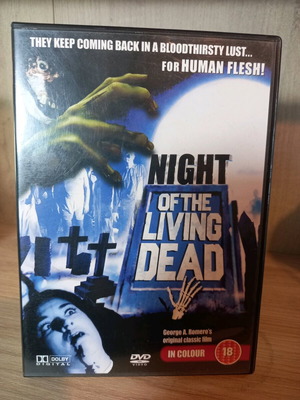 THEY KEEP COMING BACK IN A BLOODTHIRSTY LUST...
FOR HUMAN FLESH!
NIGHT
OF THE
LIVING
DEAD
George A. Romero's
original classic film
IN COLOUR
18
DOLBY
DIGITAL
DVD
VIDEO